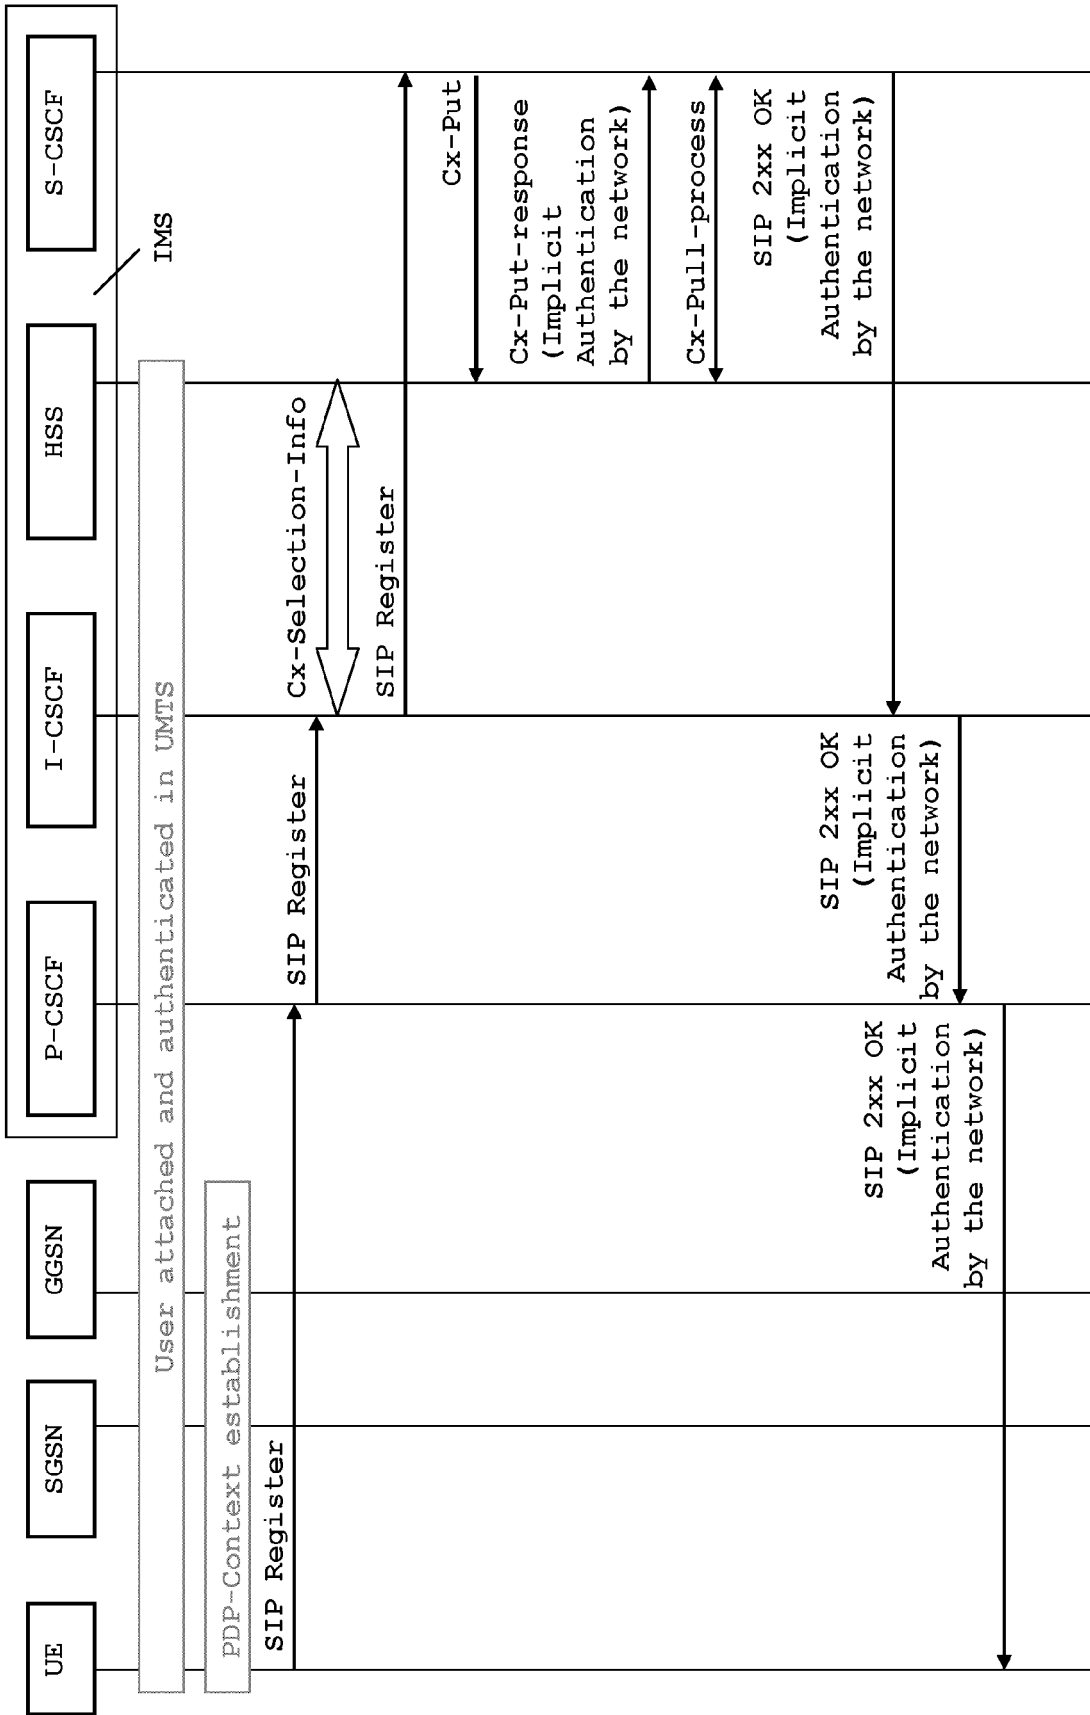 UE
SGSN
GGSN
P-CSCF
I-CSCF
HSS
S-CSCF
IMS
User attached and authenticated in UMTS
PDP-Context establishment
SIP Register
SIP Register
Cx-Selection-Info
SIP Register
Cx-Put
Cx-Put-response
(Implicit
Authentication
by the network)
Cx-Pull-process
SIP 2xx OK
(Implicit
Authentication
by the network)
SIP 2xx OK
(Implicit
Authentication
by the network)
SIP 2xx OK
(Implicit
Authentication
by the network)